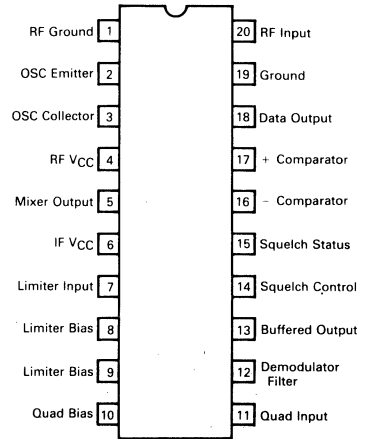 RF Ground 1 20 RF Input
OSC Emitter 2 19 Ground
OSC Collector 3 18 Data Output
RF VCC 4 17 + Comparator
Mixer Output 5 16 − Comparator
IF VCC 6 15 Squelch Status
Limiter Input 7 14 Squelch Control
Limiter Bias 8 13 Buffered Output
Limiter Bias 9 12 Demodulator
Filter
Quad Bias 10 11 Quad Input